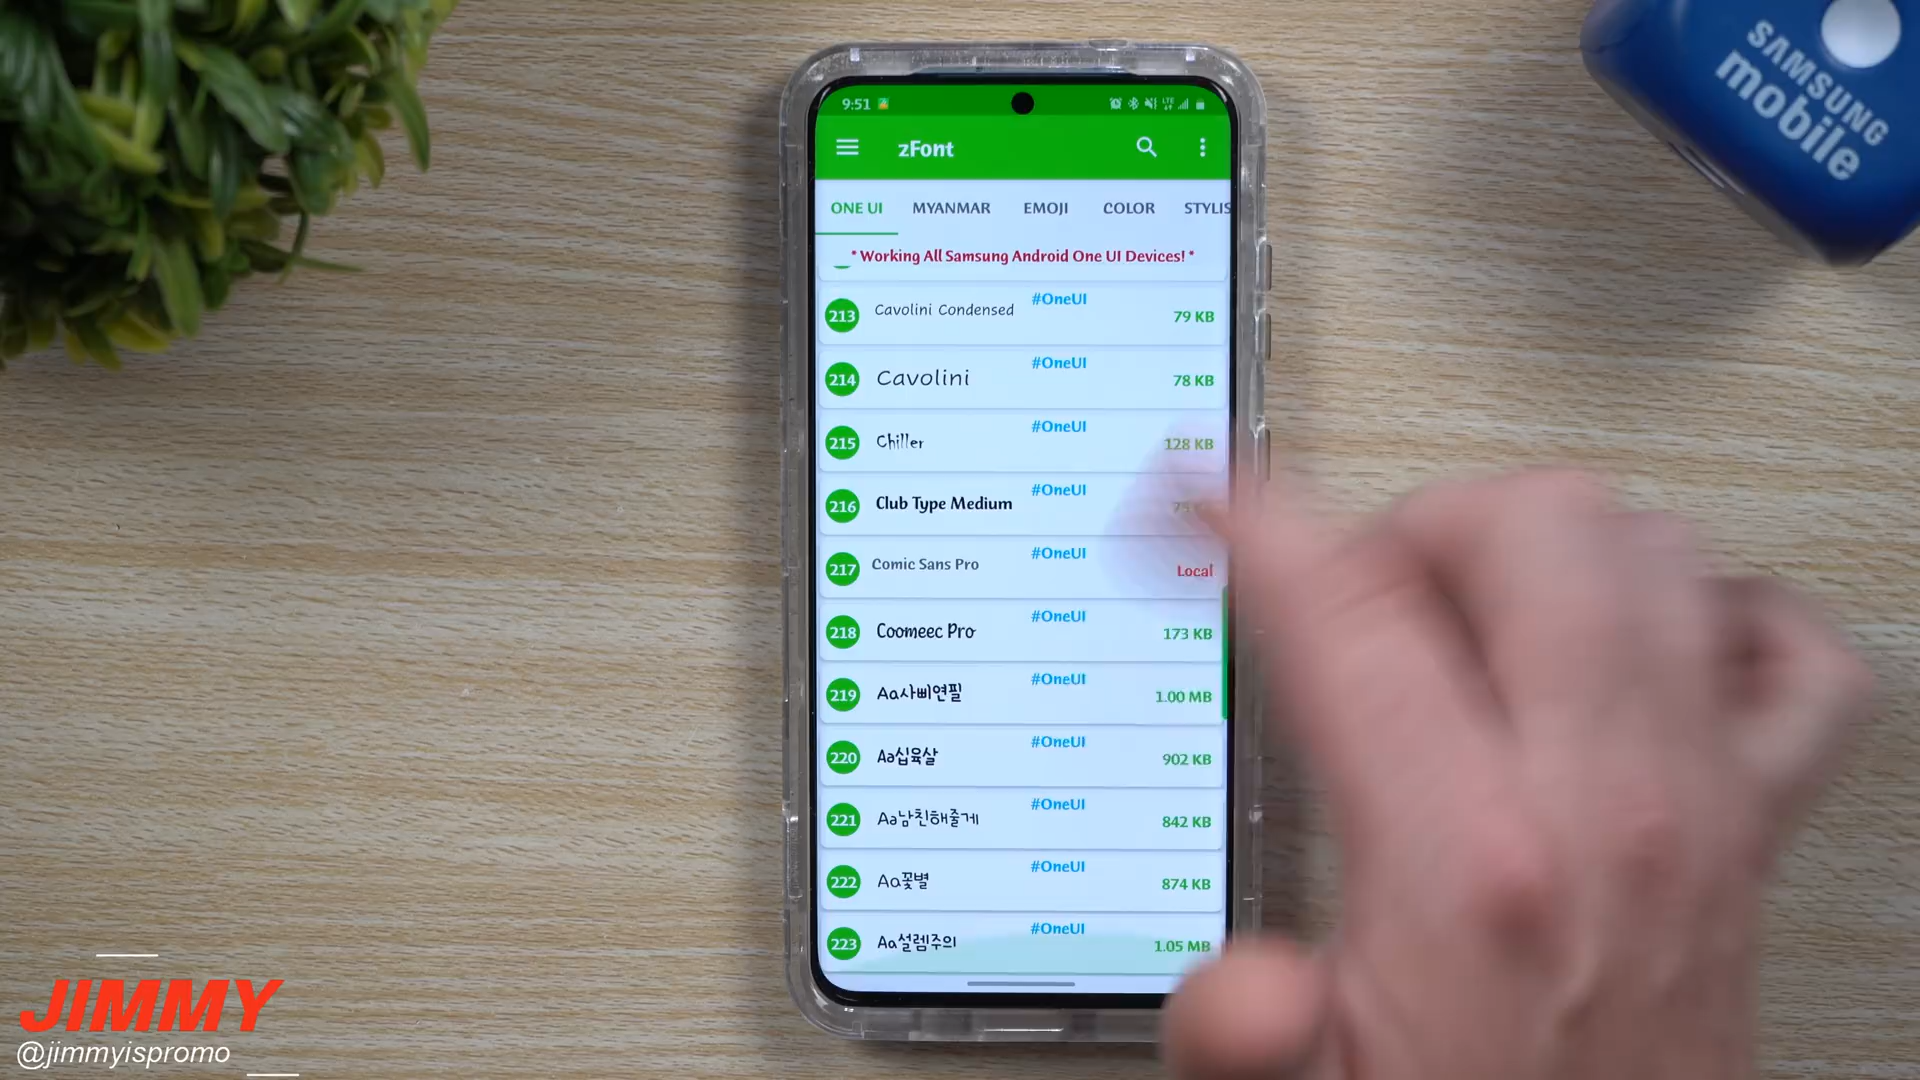 SAMSUNG
mobile
9:51
LTE
zFont
ONE UI MYANMAR EMOJI COLOR STYLIS
* Working All Samsung Android One UI Devices! *
213 Cavolini Condensed #OneUI 79 KB
214 Cavolini #OneUI 78 KB
215 Chiller #OneUI 128 KB
216 Club Type Medium #OneUI
217 Comic Sans Pro #OneUI Local
218 Coomeec Pro #OneUI 173 KB
219 Aa사삐연필 #OneUI 1.00 MB
220 Aa십육살 #OneUI 902 KB
221 Aa남친해줄게 #OneUI 842 KB
222 Aa꽃별 #OneUI 874 KB
223 Aa설렘주의 #OneUI 1.05 MB
JIMMY
@jimmyispromo